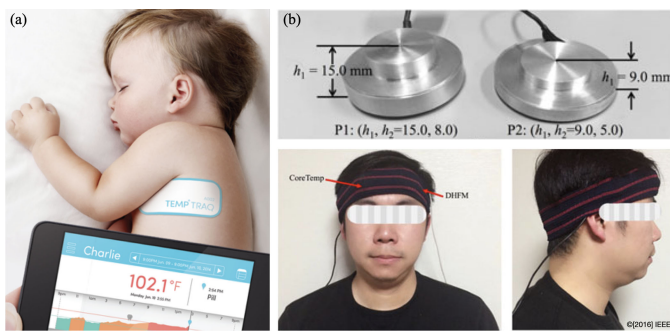 (a)
TEMP°TRAQ
Charlie
102.1°F
Pill
(b)
h₁ = 15.0 mm
h₁ = 9.0 mm
P1: (h₁, h₂=15.0, 8.0)
P2: (h₁, h₂=9.0, 5.0)
CoreTemp
DHFM
©[2016] IEEE